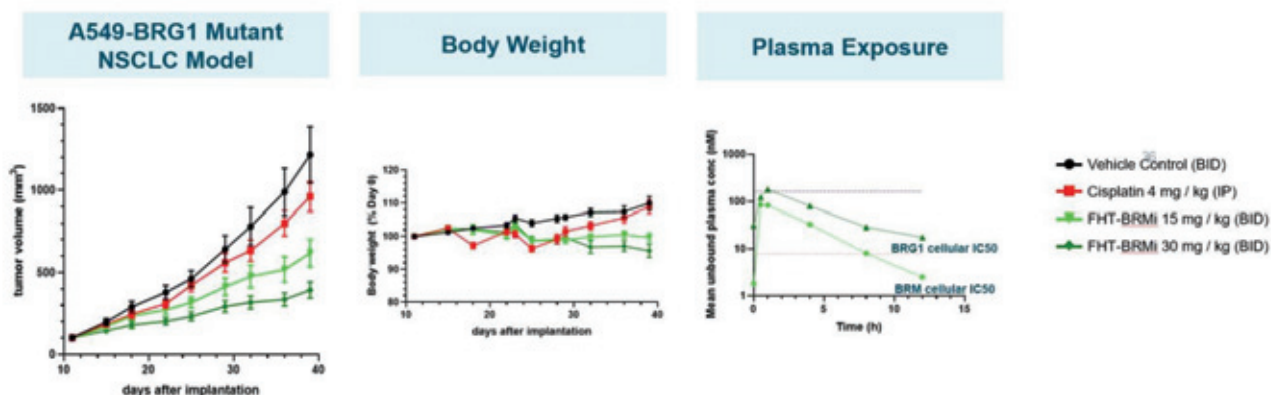 A549-BRG1 Mutant
NSCLC Model
Body Weight
Plasma Exposure
tumor volume (mm³)
1500
1000
500
0
10
20
30
40
days after implantation
Body weight (% Day 0)
120
110
100
90
80
10
20
30
40
days after implantation
Mean unbound plasma conc (nM)
1000
100
10
1
0
5
10
15
Time (h)
BRG1 cellular IC50
BRM cellular IC50
Vehicle Control (BID)
Cisplatin 4 mg / kg (IP)
FHT-BRMi 15 mg / kg (BID)
FHT-BRMi 30 mg / kg (BID)